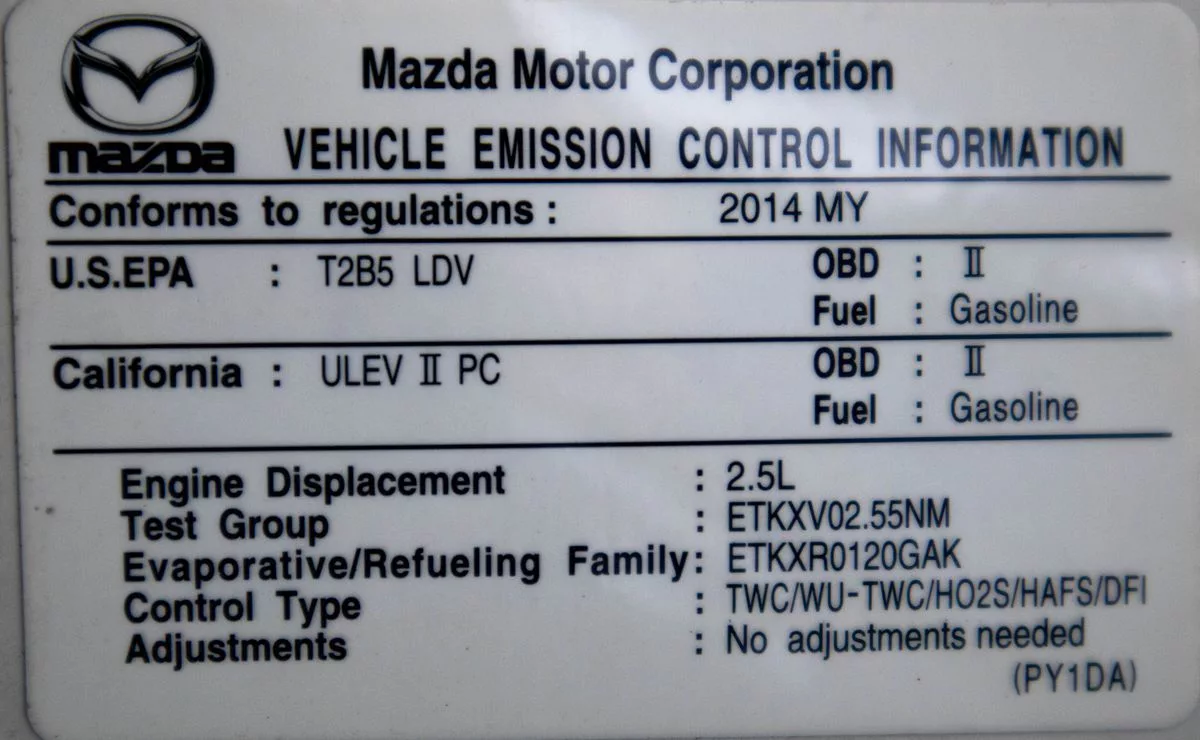 Mazda Motor Corporation
mazda VEHICLE EMISSION CONTROL INFORMATION
Conforms to regulations : 2014 MY
U.S.EPA : T2B5 LDV OBD : II
Fuel : Gasoline
California : ULEV II PC OBD : II
Fuel : Gasoline
Engine Displacement : 2.5L
Test Group : ETKXV02.55NM
Evaporative/Refueling Family : ETKXR0120GAK
Control Type : TWC/WU-TWC/HO2S/HAFS/DFI
Adjustments : No adjustments needed
(PY1DA)